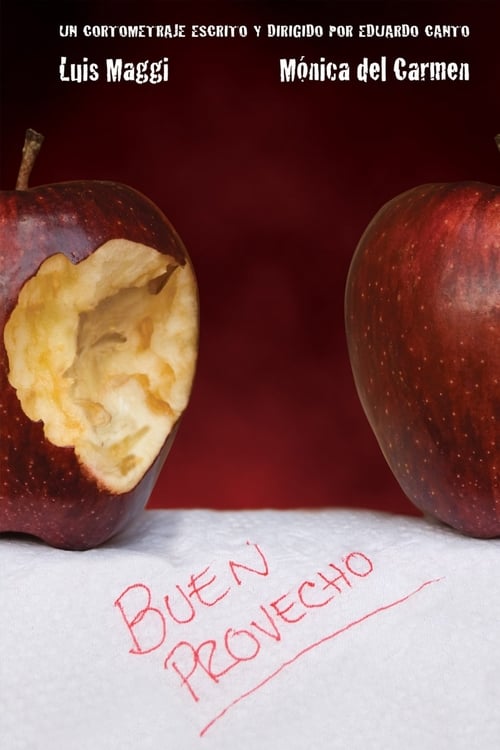 UN CORTOMETRAJE ESCRITO Y DIRIGIDO POR EDUARDO CANTO
Luis Maggi Mónica del Carmen
BUEN
PROVECHO